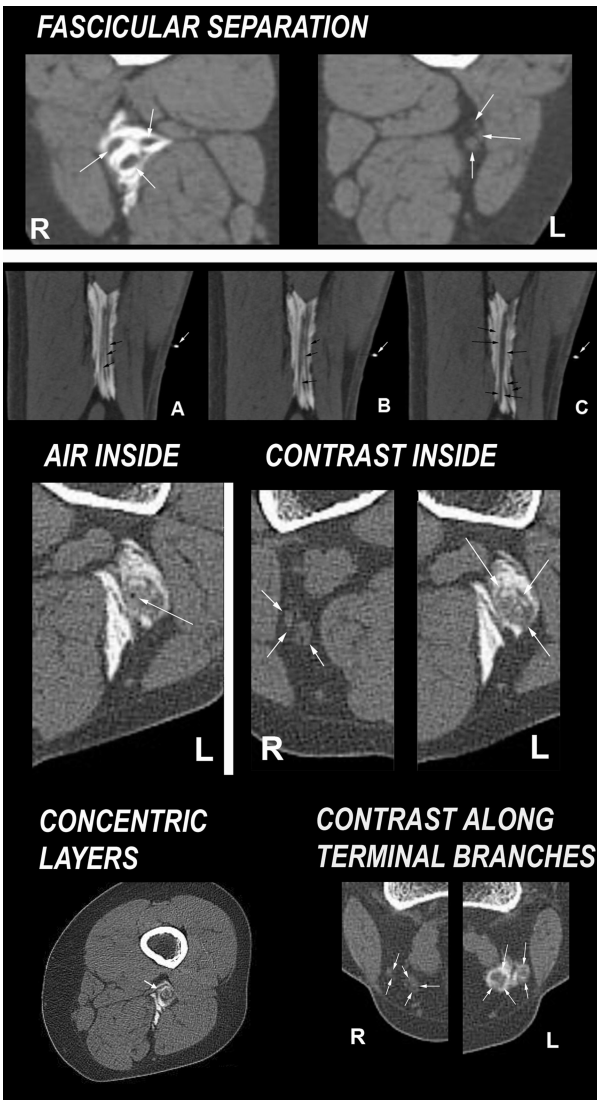 FASCICULAR SEPARATION
R
L
A
B
C
AIR INSIDE
CONTRAST INSIDE
L
R
L
CONCENTRIC
LAYERS
CONTRAST ALONG
TERMINAL BRANCHES
R
L